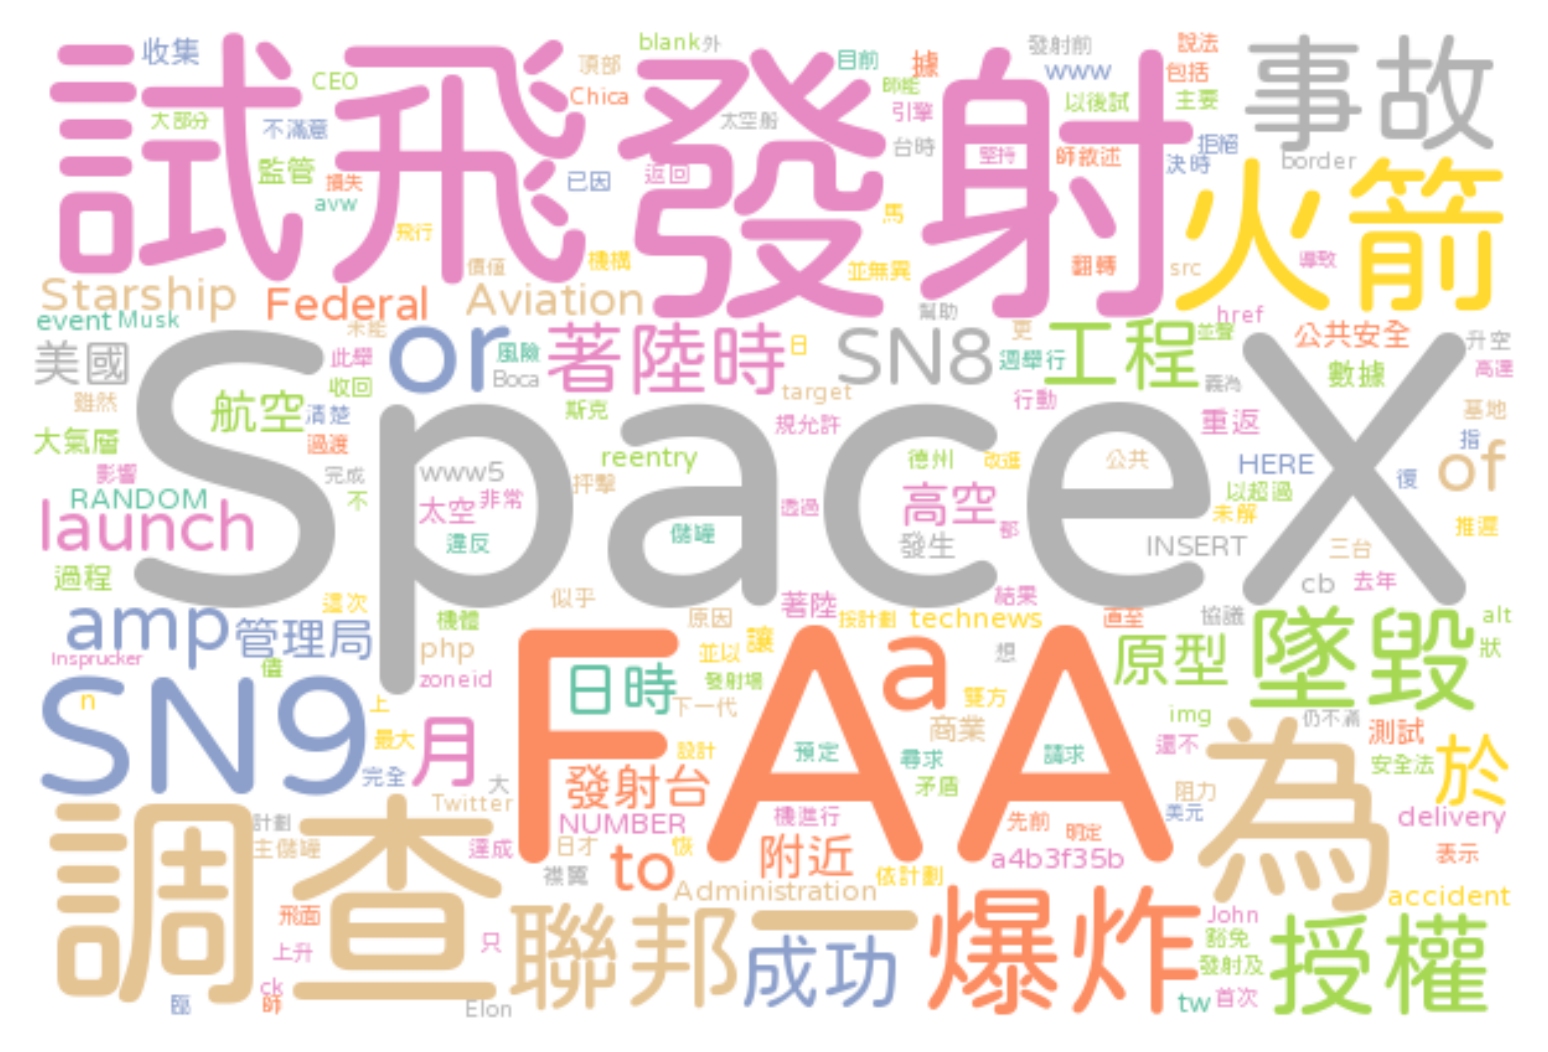 收集
CEO
大部分
不滿意
試飛
監管
損失
avw
飛行
blank
外
頂部
Chica
太空船
已因
返回
價值
機構
發射
目前
據
師能
引擎
台時
堅持
馬
並無異
發射前
www
以後試
師敘述
翻轉
說法
包括
主要
拒絕
決時
src
事故
border
火箭
導致
Starship
Federal
Aviation
event
Musk
未能
幫助
href
美國
雖然
此舉
收回
航空
清楚
過渡
or
風險
Boca
著陸時
斯克
日
target
規允許
SN8
更
週舉行
行動
工程
並聲
義為
重返
公共安全
數據
升空
高達
基地
指
大氣層
影響
RANDOM
launch
過程
SpaceX
完成
不
www5
太空
非常
違反
reentry
抨擊
儲罐
透過
德州
改進
高空
都
發生
公共
HERE
以超過
未解
INSERT
復
of
推遲
三台
cb
去年
amp
管理局
這次
Insprucker
僅
機體
php
zoneid
似乎
原因
著陸
按計劃
technews
結果
直至
協議
讓
並以
發射場
想
原型
墜毀
alt
狀
SN9
n
上
最大
完全
月
大
Twitter
FAA
日時
下一代
設計
發射台
a
雙方
商業
預定
尋求
矛盾
請求
img
還不
仍不滿
測試
安全法
阻力
美元
為
於
delivery
表示
調查
計劃
主儲罐
達成
NUMBER
日才
恢
襟翼
to
機進行
附近
先前
明定
a4b3f35b
依計劃
Administration
accident
飛面
上升
只
ck
師
Elon
聯邦
一
成功
爆炸
John
豁免
發射及
tw
首次
授權